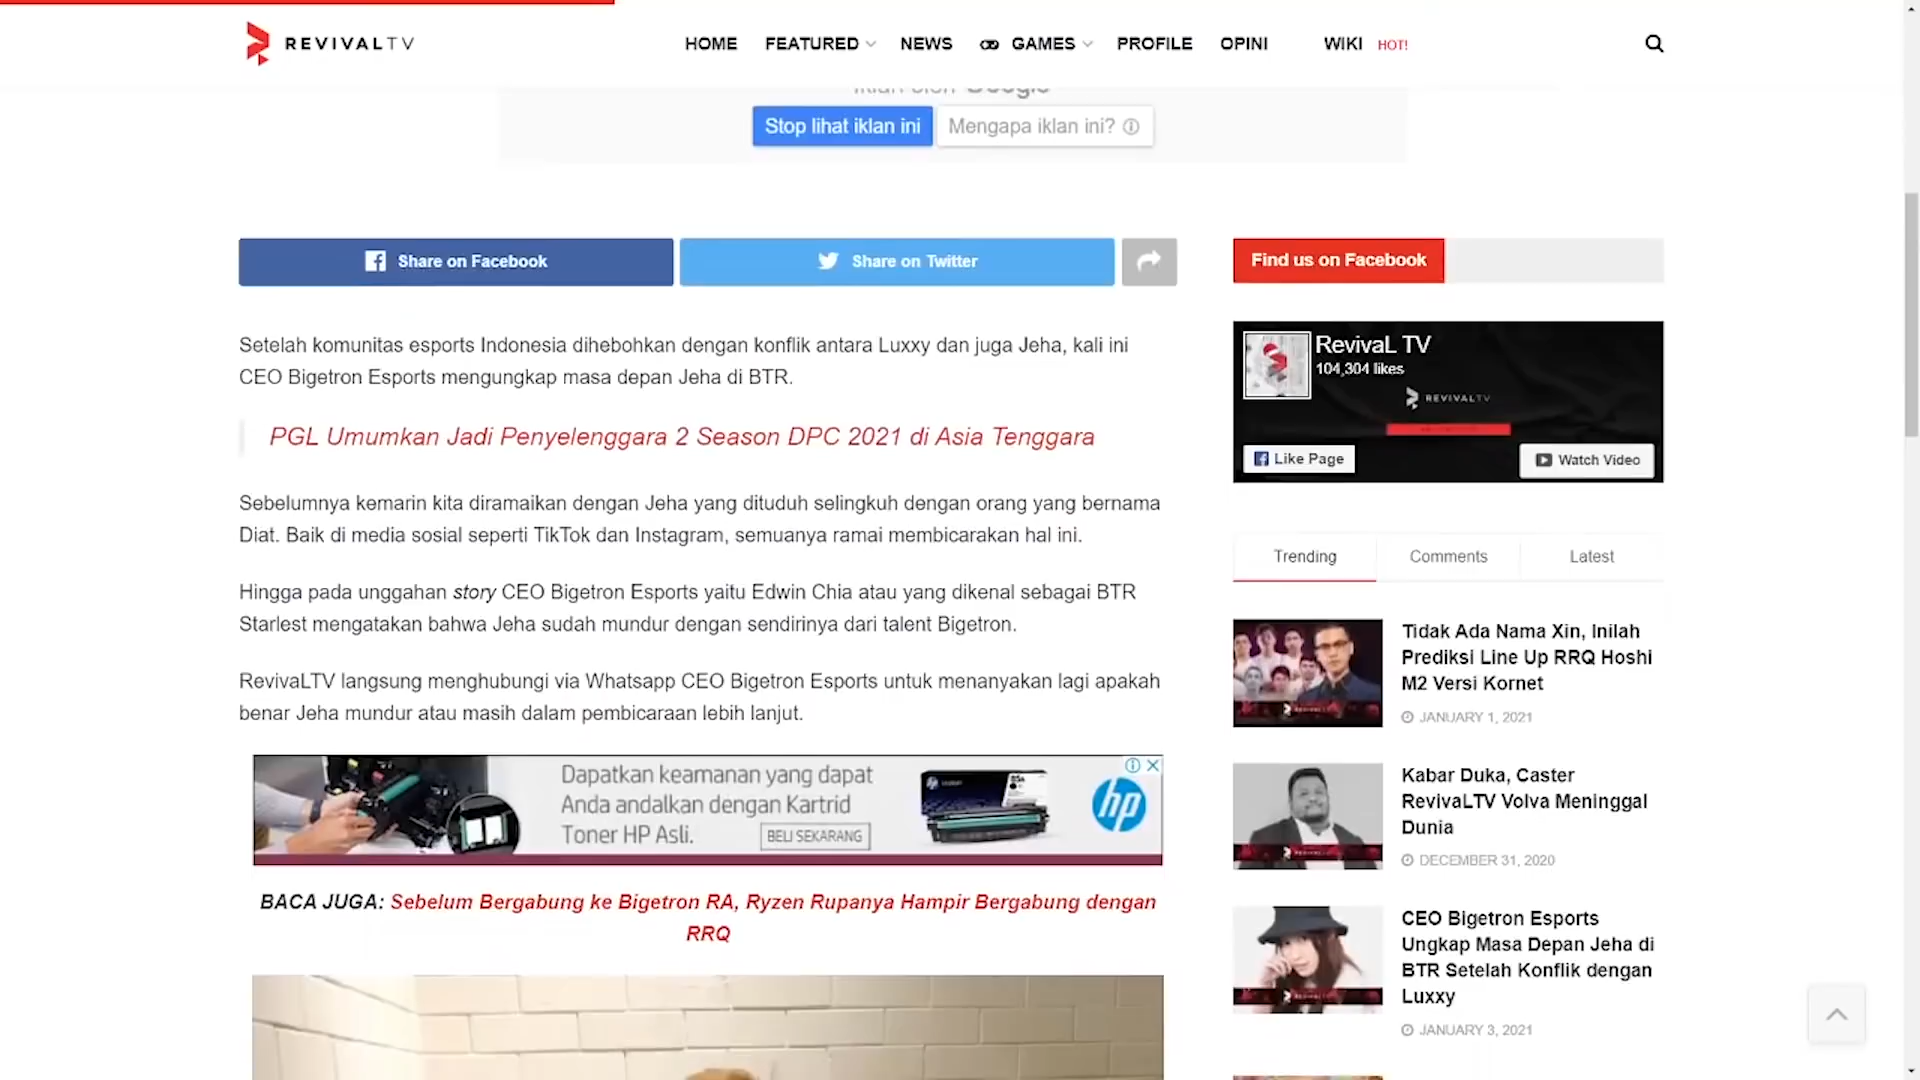 REVIVALTV
HOME FEATURED NEWS GAMES PROFILE OPINI WIKI HOT!
Iklan oleh Google
Stop lihat iklan ini
Mengapa iklan ini?
Share on Facebook
Share on Twitter
Setelah komunitas esports Indonesia dihebohkan dengan konflik antara Luxxy dan juga Jeha, kali ini
CEO Bigetron Esports mengungkap masa depan Jeha di BTR.
PGL Umumkan Jadi Penyelenggara 2 Season DPC 2021 di Asia Tenggara
Sebelumnya kemarin kita diramaikan dengan Jeha yang dituduh selingkuh dengan orang yang bernama
Diat. Baik di media sosial seperti TikTok dan Instagram, semuanya ramai membicarakan hal ini.
Hingga pada unggahan story CEO Bigetron Esports yaitu Edwin Chia atau yang dikenal sebagai BTR
Starlest mengatakan bahwa Jeha sudah mundur dengan sendirinya dari talent Bigetron.
RevivaLTV langsung menghubungi via Whatsapp CEO Bigetron Esports untuk menanyakan lagi apakah
benar Jeha mundur atau masih dalam pembicaraan lebih lanjut.
Dapatkan keamanan yang dapat
Anda andalkan dengan Kartrid
Toner HP Asli.
BELI SEKARANG
85A
hp
BACA JUGA: Sebelum Bergabung ke Bigetron RA, Ryzen Rupanya Hampir Bergabung dengan
RRQ
Find us on Facebook
RevivaL TV
104,304 likes
REVIVALTV
Like Page
Watch Video
Trending
Comments
Latest
Tidak Ada Nama Xin, Inilah
Prediksi Line Up RRQ Hoshi
M2 Versi Kornet
JANUARY 1, 2021
Kabar Duka, Caster
RevivaLTV Volva Meninggal
Dunia
DECEMBER 31, 2020
CEO Bigetron Esports
Ungkap Masa Depan Jeha di
BTR Setelah Konflik dengan
Luxxy
JANUARY 3, 2021